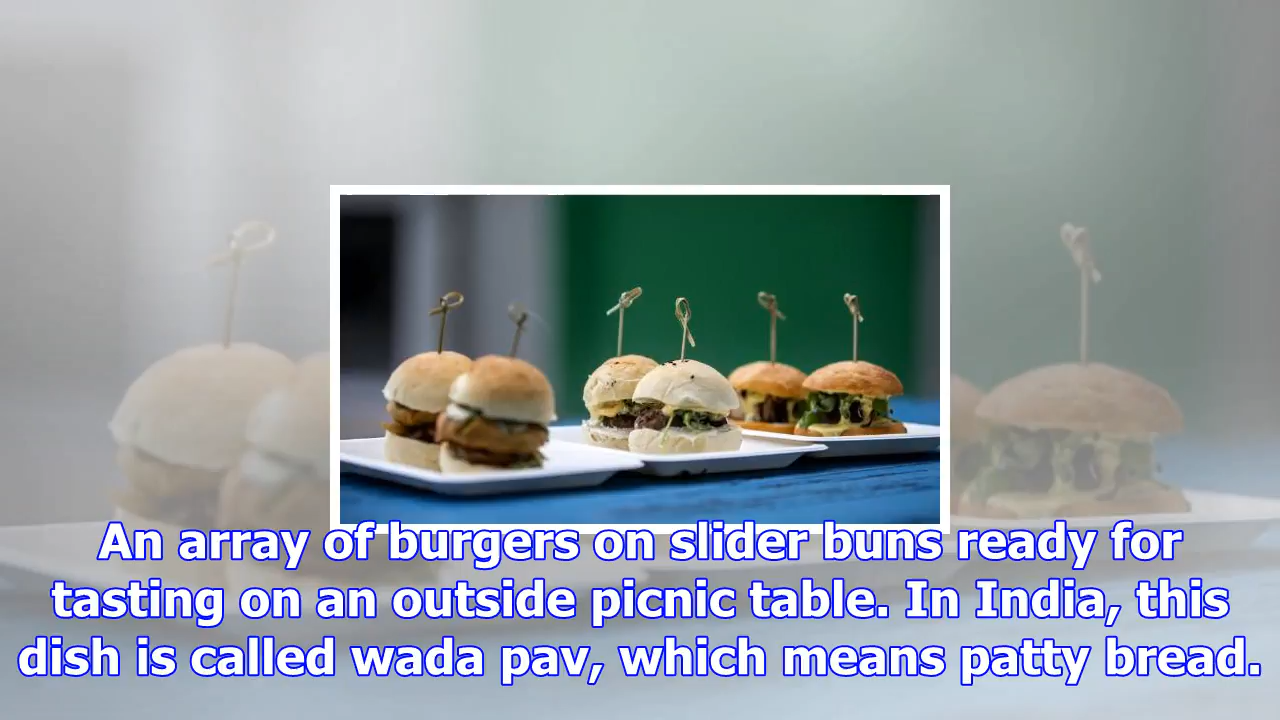 An array of burgers on slider buns ready for
tasting on an outside picnic table. In India, this
dish is called wada pav, which means patty bread.